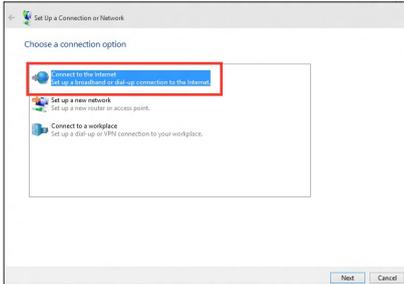 Set Up a Connection or Network
Choose a connection option
Connect to the Internet
Set up a broadband or dial-up connection to the Internet.
Set up a new network
Set up a new router or access point.
Connect to a workplace
Set up a dial-up or VPN connection to your workplace.
Next Cancel